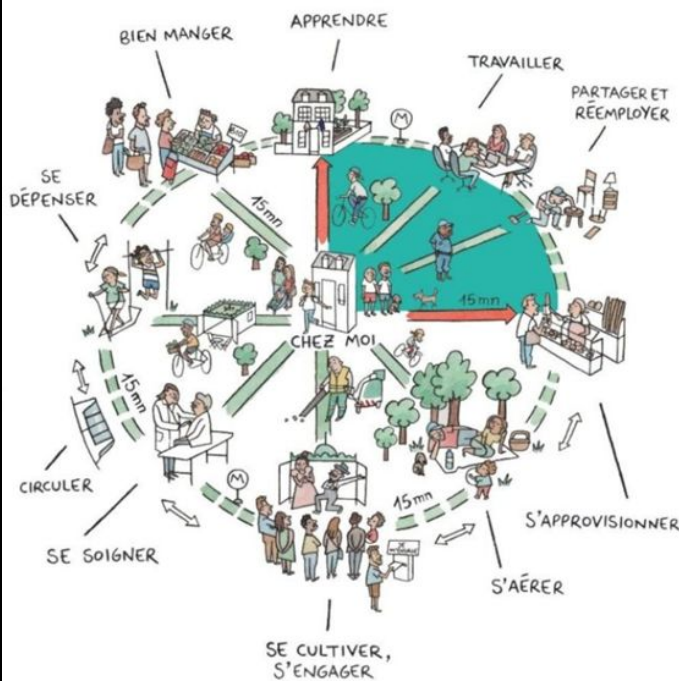 APPRENDRE
BIEN MANGER
TRAVAILLER
PARTAGER ET
RÉEMPLOYER
M
SE
DÉPENSER
15mn
15mn
CHEZ MOI
15mn
CIRCULER
M
15mn
S'APPROVISIONNER
SE SOIGNER
S'AÉRER
SE CULTIVER,
S'ENGAGER